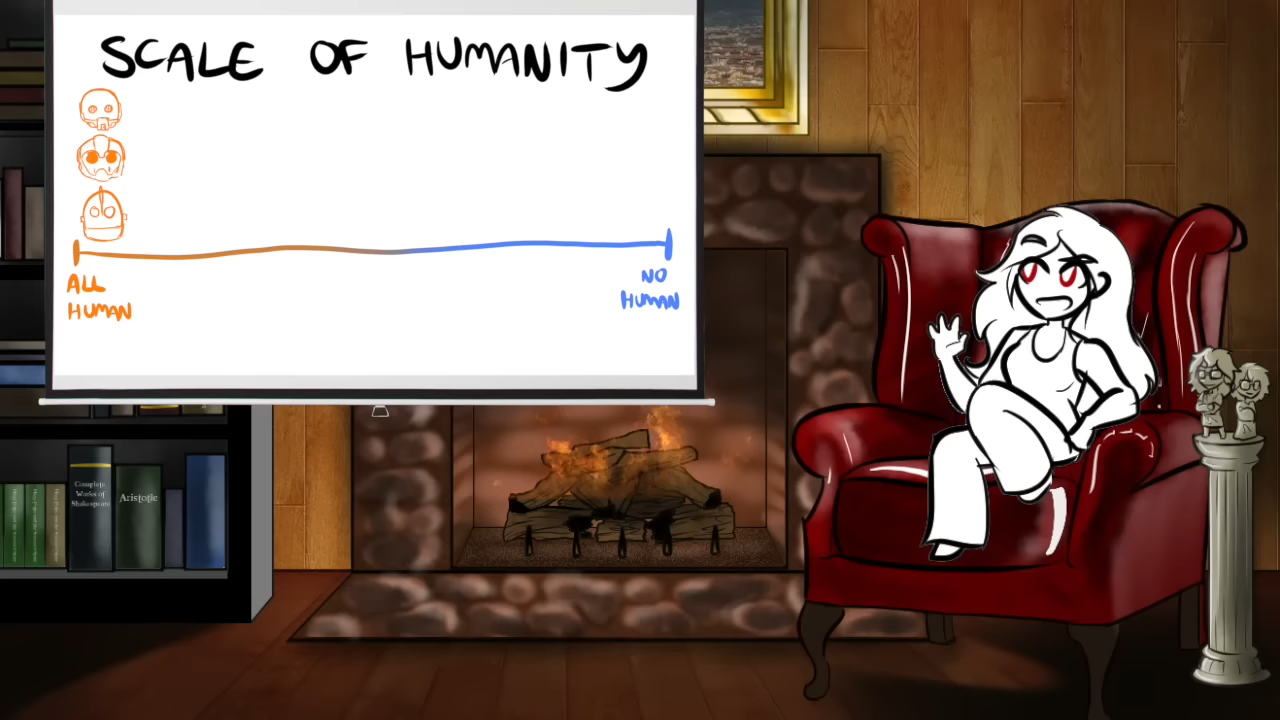 SCALE OF HUMANITY
ALL
HUMAN
NO
HUMAN
Complete
Works of
Shakespeare
Aristotle